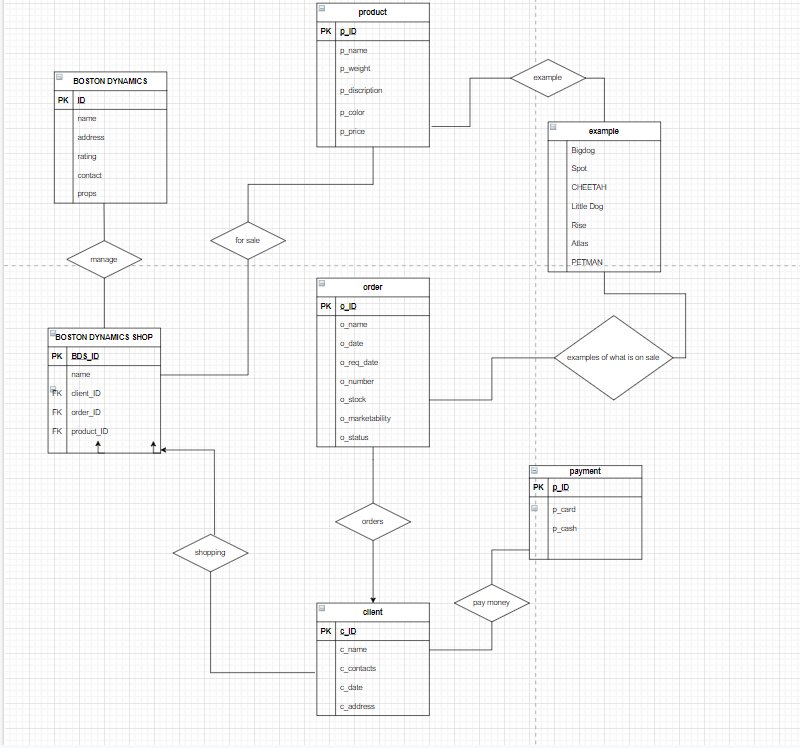 product
PK p_ID
p_name
p_weight
p_discription
p_color
p_price
BOSTON DYNAMICS
PK ID
name
address
rating
contact
props
example
example
Bigdog
Spot
CHEETAH
Little Dog
Rise
Atlas
PETMAN
manage
for sale
order
PK o_ID
o_name
o_date
o_req_date
o_number
o_stock
o_marketability
o_status
BOSTON DYNAMICS SHOP
PK BDS_ID
name
FK client_ID
FK order_ID
FK product_ID
examples of what is on sale
payment
PK p_ID
p_card
p_cash
shopping
orders
pay money
client
PK c_ID
c_name
c_contacts
c_date
c_address